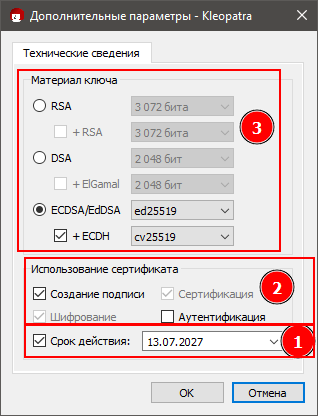 Дополнительные параметры - Kleopatra
Технические сведения
Материал ключа
RSA 3 072 бита
+ RSA 3 072 бита
3
DSA 2 048 бит
+ ElGamal 2 048 бит
ECDSA/EdDSA ed25519
+ ECDH cv25519
Использование сертификата
Создание подписи Сертификация
2
Шифрование Аутентификация
Срок действия: 13.07.2027
1
OK Отмена